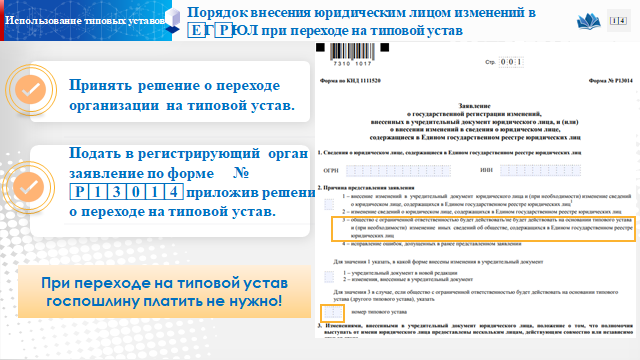 Использование типовых уставов
Порядок внесения юридическим лицом изменений в
ЕГРЮЛ при переходе на типовой устав
14
Принять решение о переходе
организации на типовой устав.
Подать в регистрирующий орган
заявление по форме №
Р13014 приложив решени
о переходе на типовой устав.
При переходе на типовой устав
госпошлину платить не нужно!
7310 1017
Стр. 001
Форма по КНД 1111520
Форма № Р13014
Заявление
о государственной регистрации изменений,
внесенных в учредительный документ юридического лица, и (или)
о внесении изменений в сведения о юридическом лице,
содержащиеся в Едином государственном реестре юридических лиц
1. Сведения о юридическом лице, содержащиеся в Едином государственном реестре юридических лиц
ОГРН
ИНН
2. Причина представления заявления
1 – внесение изменений в учредительный документ юридического лица и (при необходимости) изменение сведений
о юридическом лице, содержащихся в Едином государственном реестре юридических лиц
2 – изменение сведений о юридическом лице, содержащихся в Едином государственном реестре юридических лиц
3 – общество с ограниченной ответственностью будет действовать/не будет действовать на основании типового устава
и (при необходимости) изменение иных сведений об обществе, содержащихся в Едином государственном реестре
юридических лиц
4 – исправление ошибок, допущенных в ранее представленном заявлении
Для значения 1 указать, в какой форме внесены изменения в учредительный документ
1 – учредительный документ в новой редакции
2 – изменения, внесенные в учредительный документ
Для значения 3 в случае, если общество с ограниченной ответственностью будет действовать на основании типового
устава (другого типового устава), указать
номер типового устава
3. Изменениями, внесенными в учредительный документ юридического лица, положение о том, что полномочия
выступать от имени юридического лица предоставлены нескольким лицам, действующим совместно или независимо